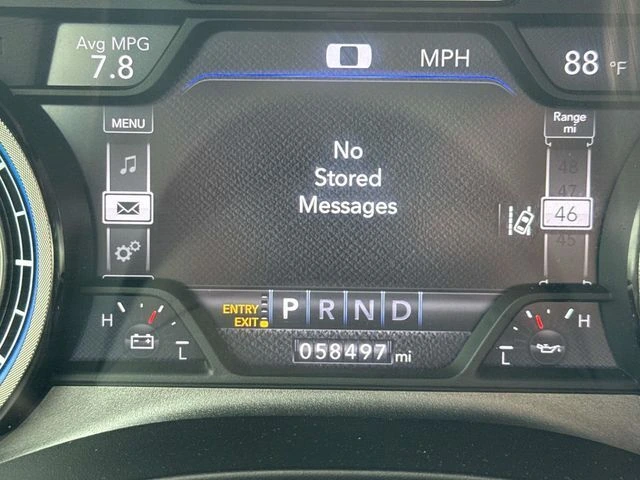 Avg MPG
7.8
0
MPH
88 °F
MENU
Range
mi
No
Stored
Messages
48
47
46
45
ENTRY
EXIT
P R N D
H
L
058497 mi
L
H